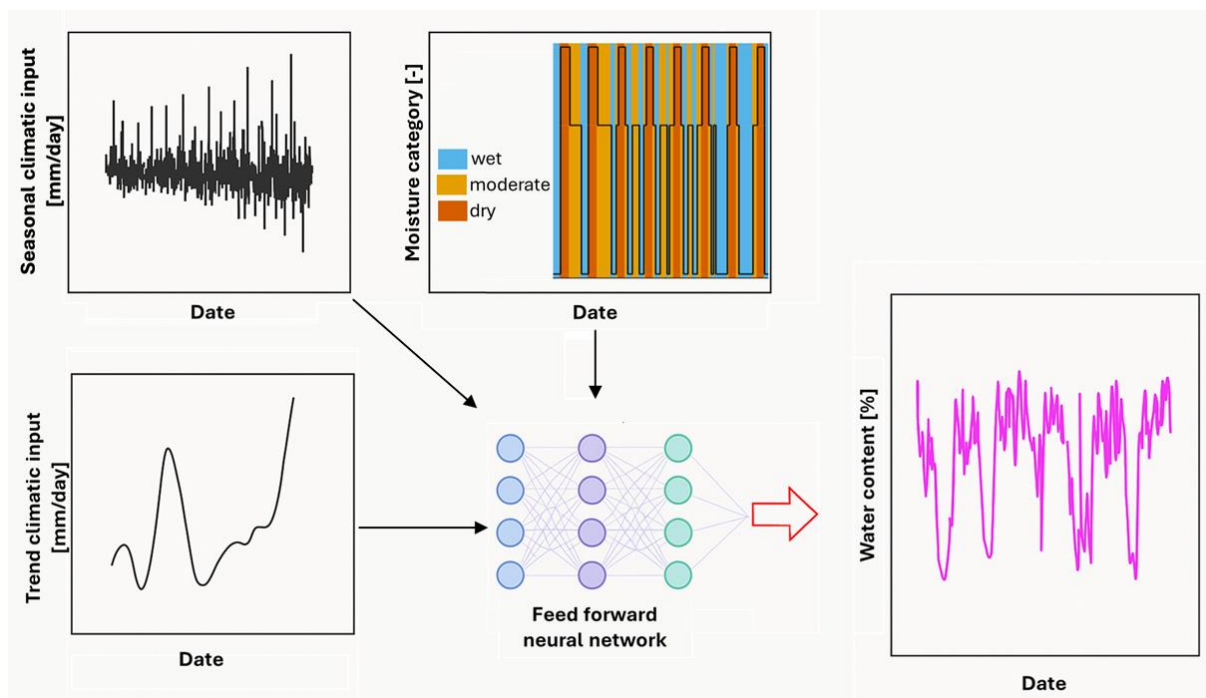 Seasonal climatic input
[mm/day]
Date
Moisture category [-]
wet
moderate
dry
Date
Trend climatic input
[mm/day]
Date
Feed forward
neural network
Water content [%]
Date